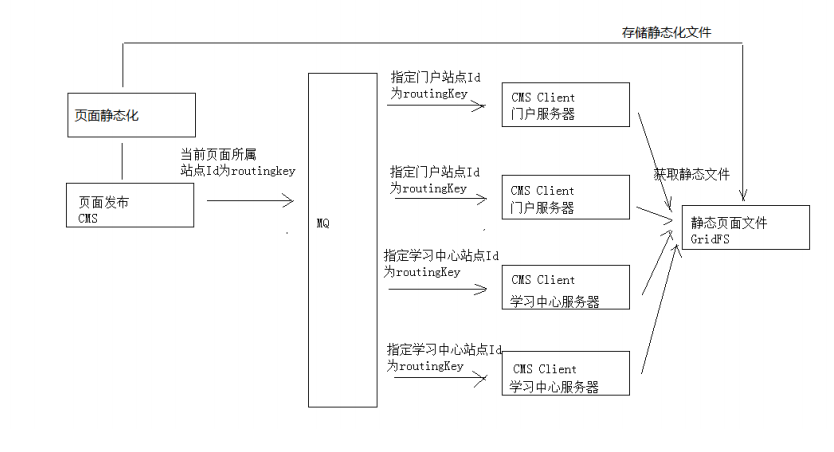 存储静态化文件
页面静态化
当前页面所属
站点Id为routingkey
页面发布
CMS
MQ
指定门户站点Id
为routingKey
CMS Client
门户服务器
指定门户站点Id
为routingKey
CMS Client
门户服务器
指定学习中心站点Id
为routingKey
CMS Client
学习中心服务器
指定学习中心站点Id
为routingKey
CMS Client
学习中心服务器
获取静态文件
静态页面文件
GridFS